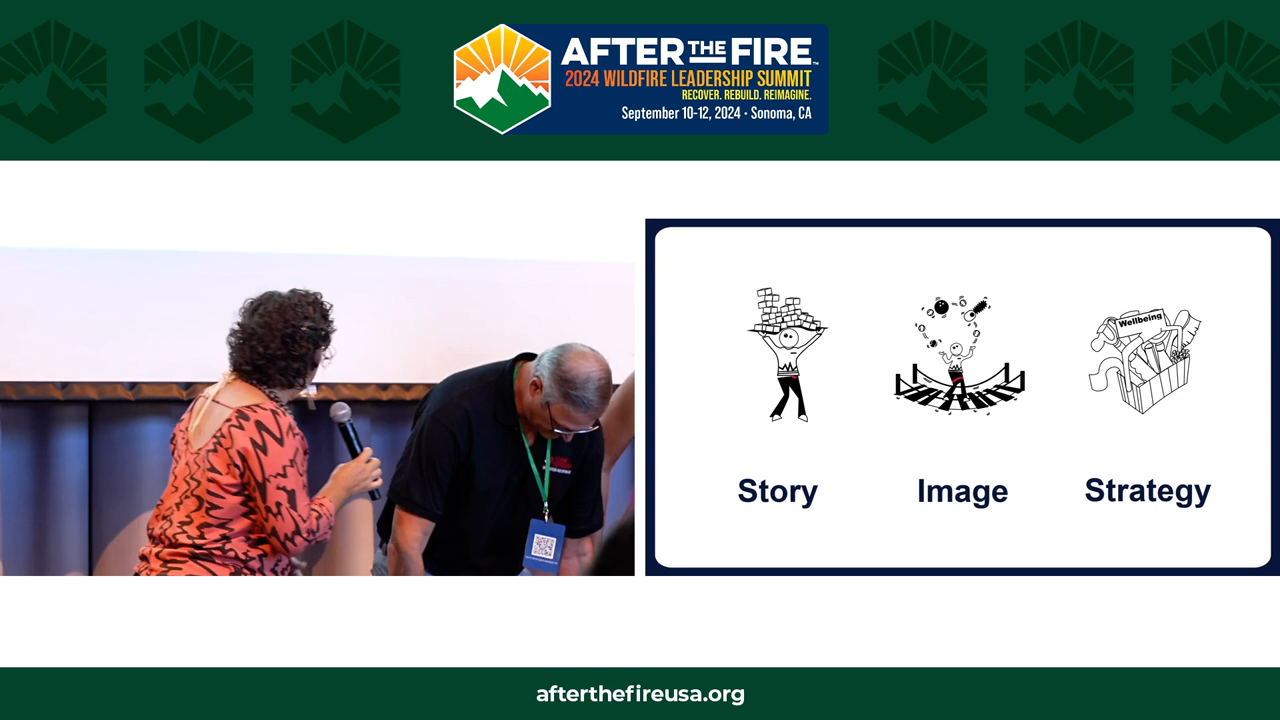 AFTER THE FIRE™
2024 WILDFIRE LEADERSHIP SUMMIT
RECOVER. REBUILD. REIMAGINE.
September 10-12, 2024 · Sonoma, CA
Wellbeing
Story
Image
Strategy
afterthefireusa.org